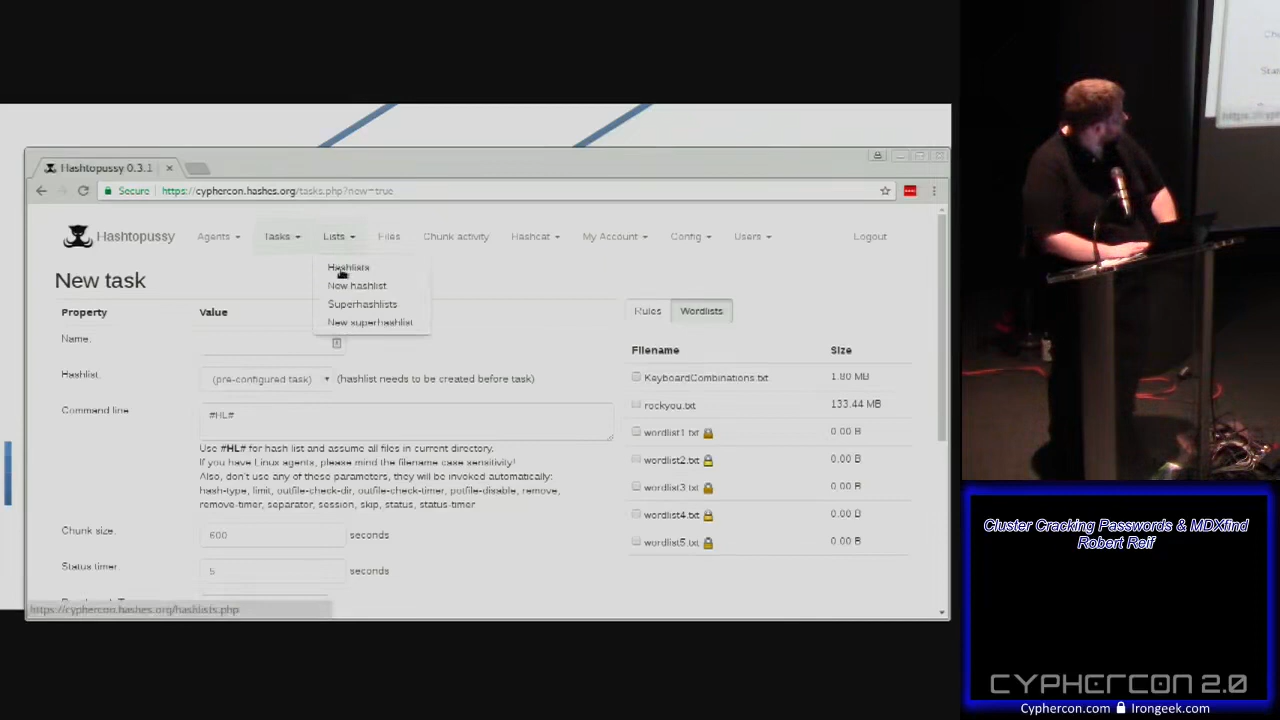 Hashtopussy 0.3.1
Secure https://cyphercon.hashes.org/tasks.php?new=true
Hashtopussy Agents Tasks Lists Files Chunk activity Hashcat My Account Config Users Logout
Hashlists
New hashlist
Superhashlists
New superhashlist
New task
Property Value
Name:
Hashlist: (pre-configured task) (hashlist needs to be created before task)
Command line #HL#
Use #HL# for hash list and assume all files in current directory.
If you have Linux agents, please mind the filename case sensitivity!
Also, don't use any of these parameters, they will be invoked automatically:
hash-type, limit, outfile-check-dir, outfile-check-timer, potfile-disable, remove,
remove-timer, separator, session, skip, status, status-timer
Chunk size: 600 seconds
Status timer: 5 seconds
Rules Wordlists
Filename Size
KeyboardCombinations.txt 1.80 MB
rockyou.txt 133.44 MB
wordlist1.txt 0.00 B
wordlist2.txt 0.00 B
wordlist3.txt 0.00 B
wordlist4.txt 0.00 B
wordlist5.txt 0.00 B
https://cyphercon.hashes.org/hashlists.php
Cluster Cracking Passwords & MDXfind
Robert Reif
CYPHERCON 2.0
Cyphercon.com Irongeek.com